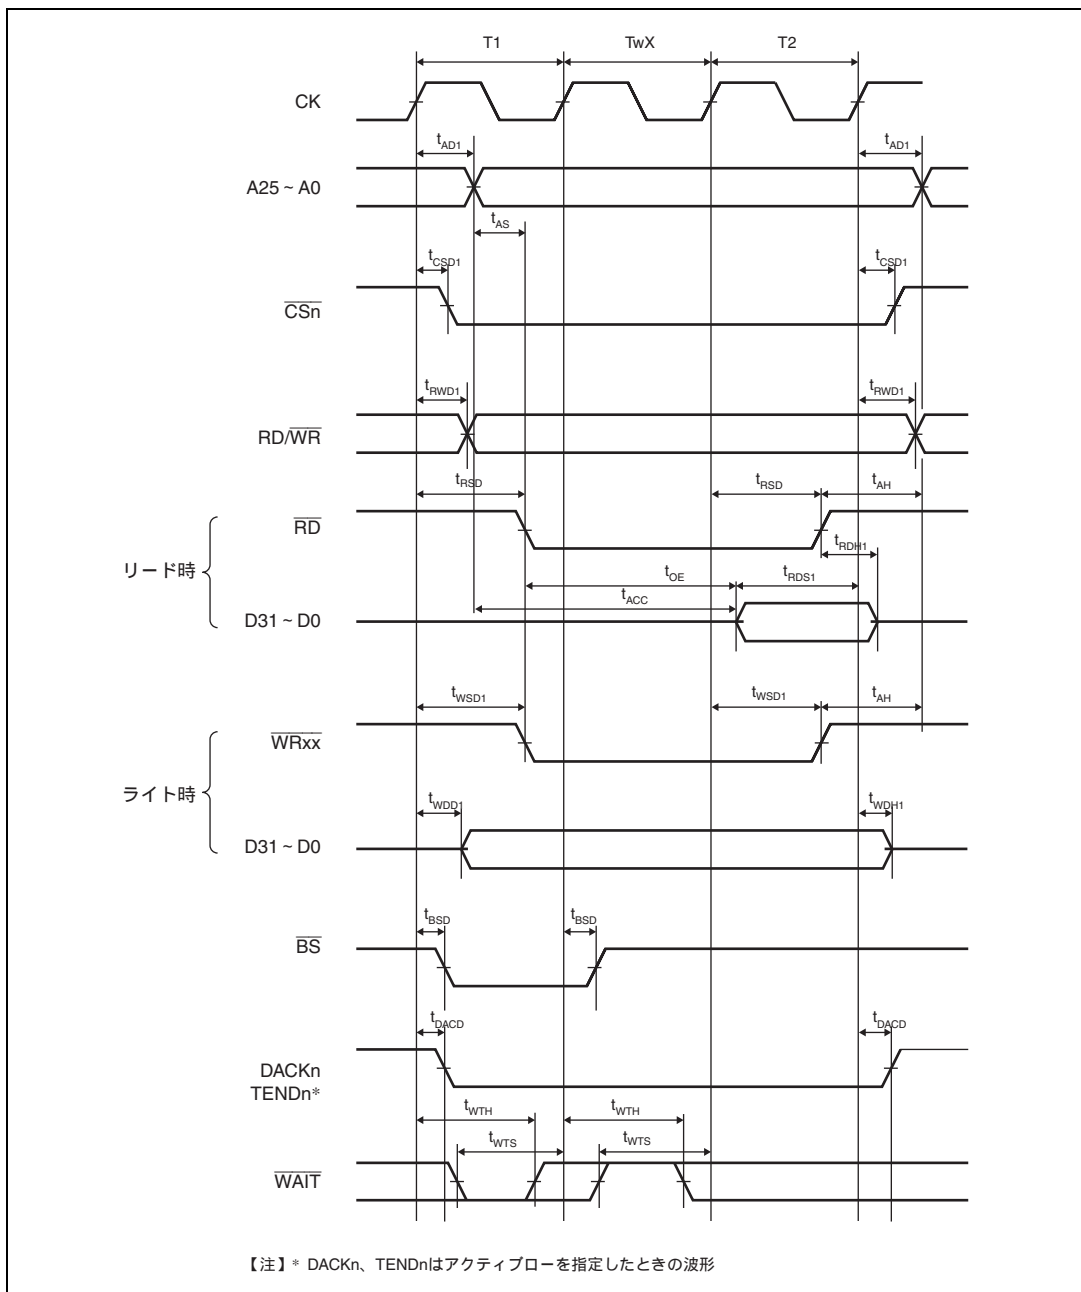 T1 TwX T2
CK
tAD1 tAD1
A25 ~ A0
tAS
tCSD1 tCSD1
CSn
tRWD1 tRWD1
RD/WR
tRSD tRSD tAH
RD
tRDH1
リード時
tOE tRDS1
tACC
D31 ~ D0
tWSD1 tWSD1 tAH
WRxx
ライト時
tWDD1 tWDH1
D31 ~ D0
tBSD tBSD
BS
tDACD tDACD
DACKn
TENDn*
tWTH tWTH
tWTS tWTS
WAIT
【注】* DACKn、TENDnはアクティブローを指定したときの波形